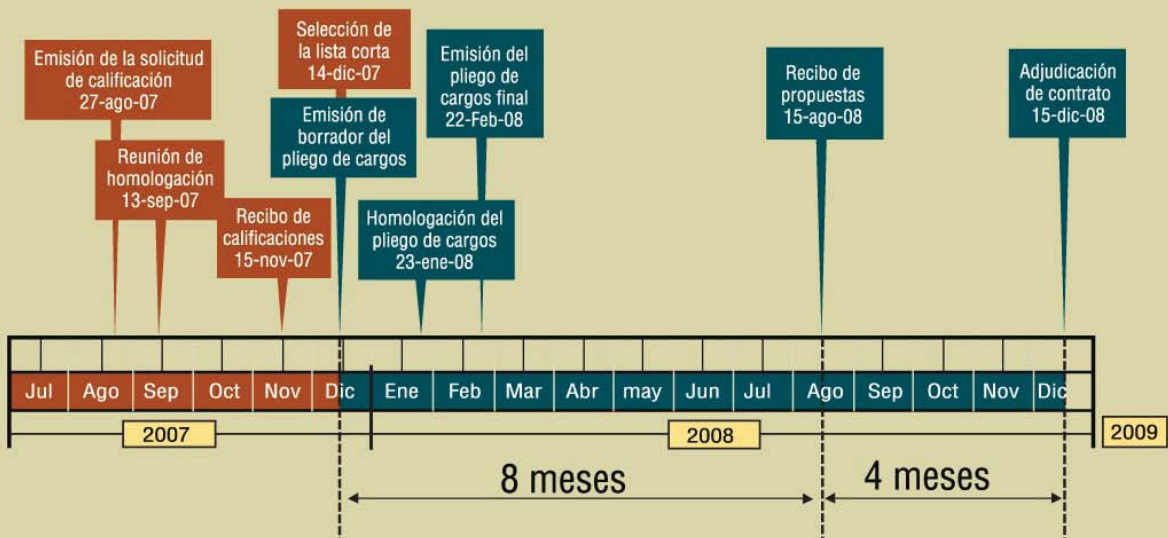 Emisión de la solicitud
de calificación
27-ago-07
Reunión de
homologación
13-sep-07
Recibo de
calificaciones
15-nov-07
Selección de
la lista corta
14-dic-07
Emisión de
borrador del
pliego de cargos
Homologación del
pliego de cargos
23-ene-08
Emisión del
pliego de
cargos final
22-Feb-08
Recibo de
propuestas
15-ago-08
Adjudicación
de contrato
15-dic-08
Jul Ago Sep Oct Nov Dic Ene Feb Mar Abr may Jun Jul Ago Sep Oct Nov Dic
2007 2008 2009
8 meses 4 meses